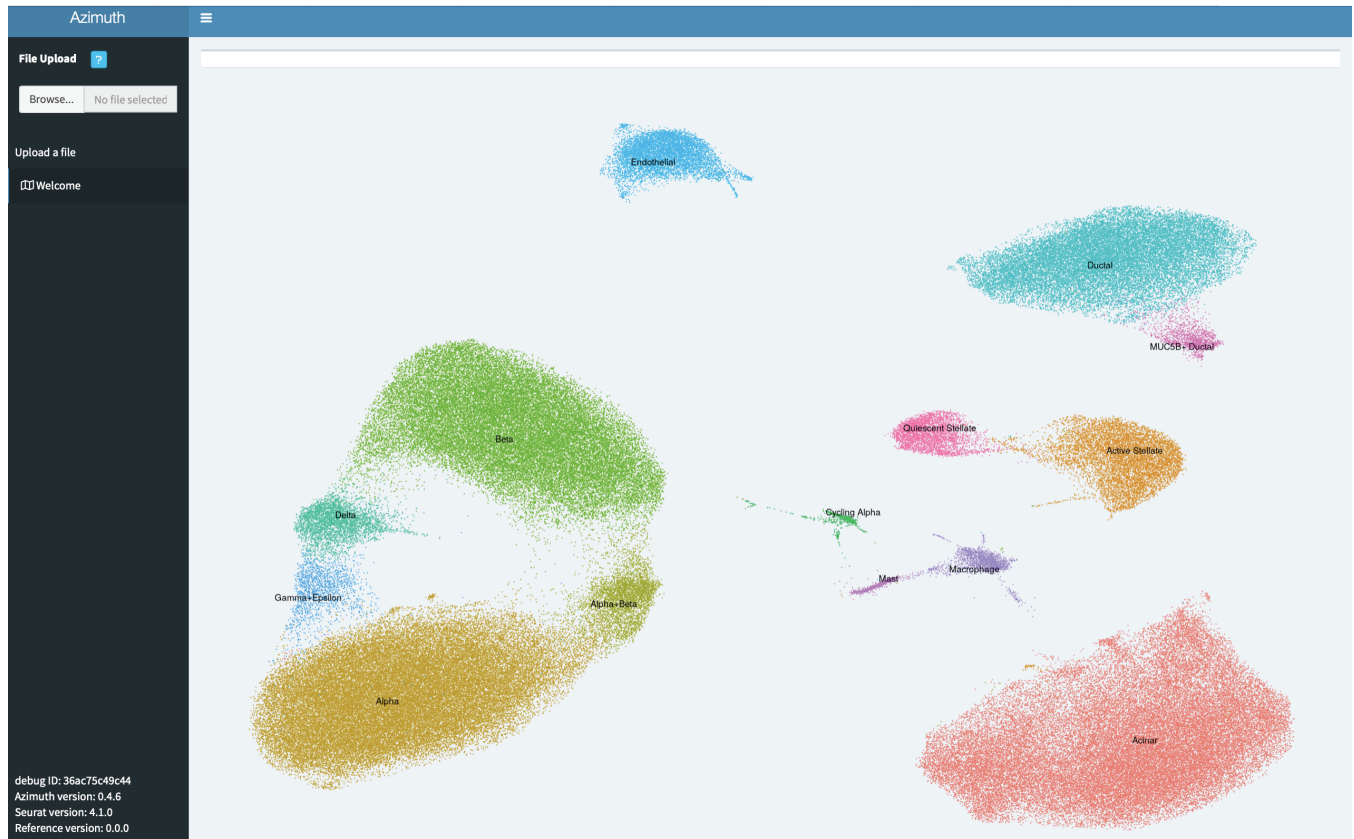 Azimuth
File Upload ?
Browse... No file selected
Upload a file
Welcome
Endothelial
Ductal
MUC5B+ Ductal
Quiescent Stellate
Beta
Active Stellate
Cycling Alpha
Delta
Macrophage
Mast
Gamma+Epsilon
Alpha+Beta
Alpha
Acinar
debug ID: 36ac75c49c44
Azimuth version: 0.4.6
Seurat version: 4.1.0
Reference version: 0.0.0